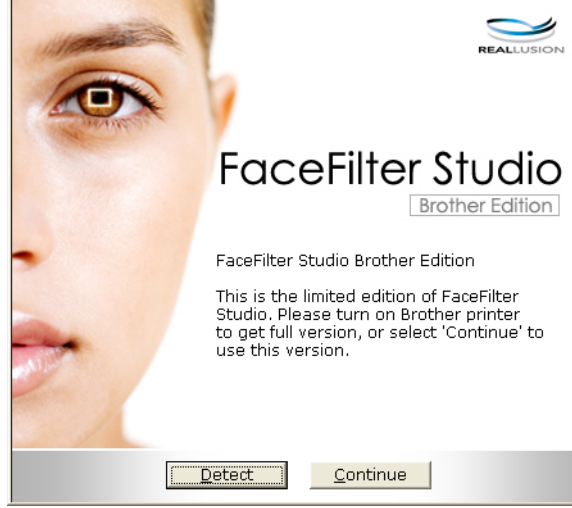 REALLUSION
FaceFilter Studio
Brother Edition
FaceFilter Studio Brother Edition
This is the limited edition of FaceFilter
Studio. Please turn on Brother printer
to get full version, or select 'Continue' to
use this version.
Detect
Continue